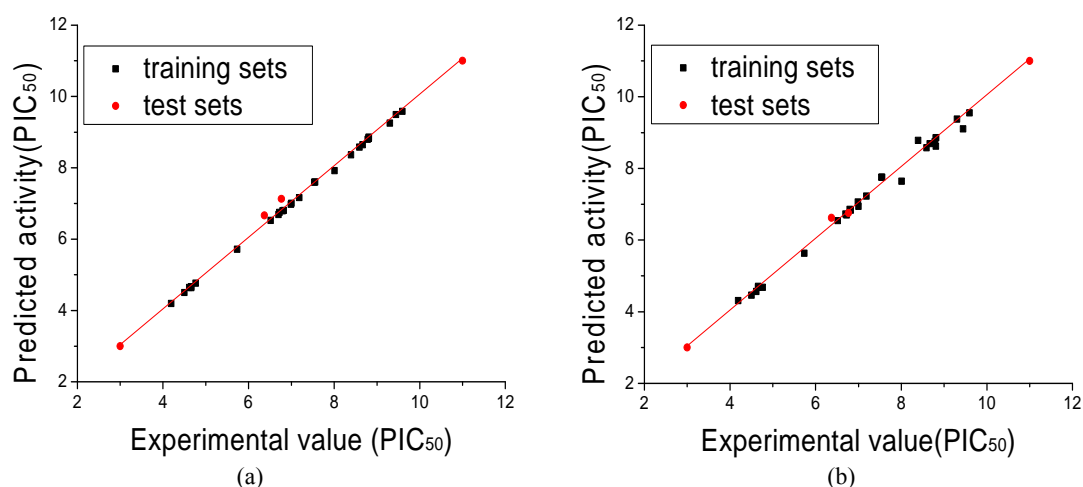 12
10
8
6
4
2
Predicted activity(PIC₅₀)
training sets
test sets
2 4 6 8 10 12
Experimental value (PIC₅₀)
(a)
12
10
8
6
4
2
Predicted activity(PIC₅₀)
training sets
test sets
2 4 6 8 10 12
Experimental value(PIC₅₀)
(b)